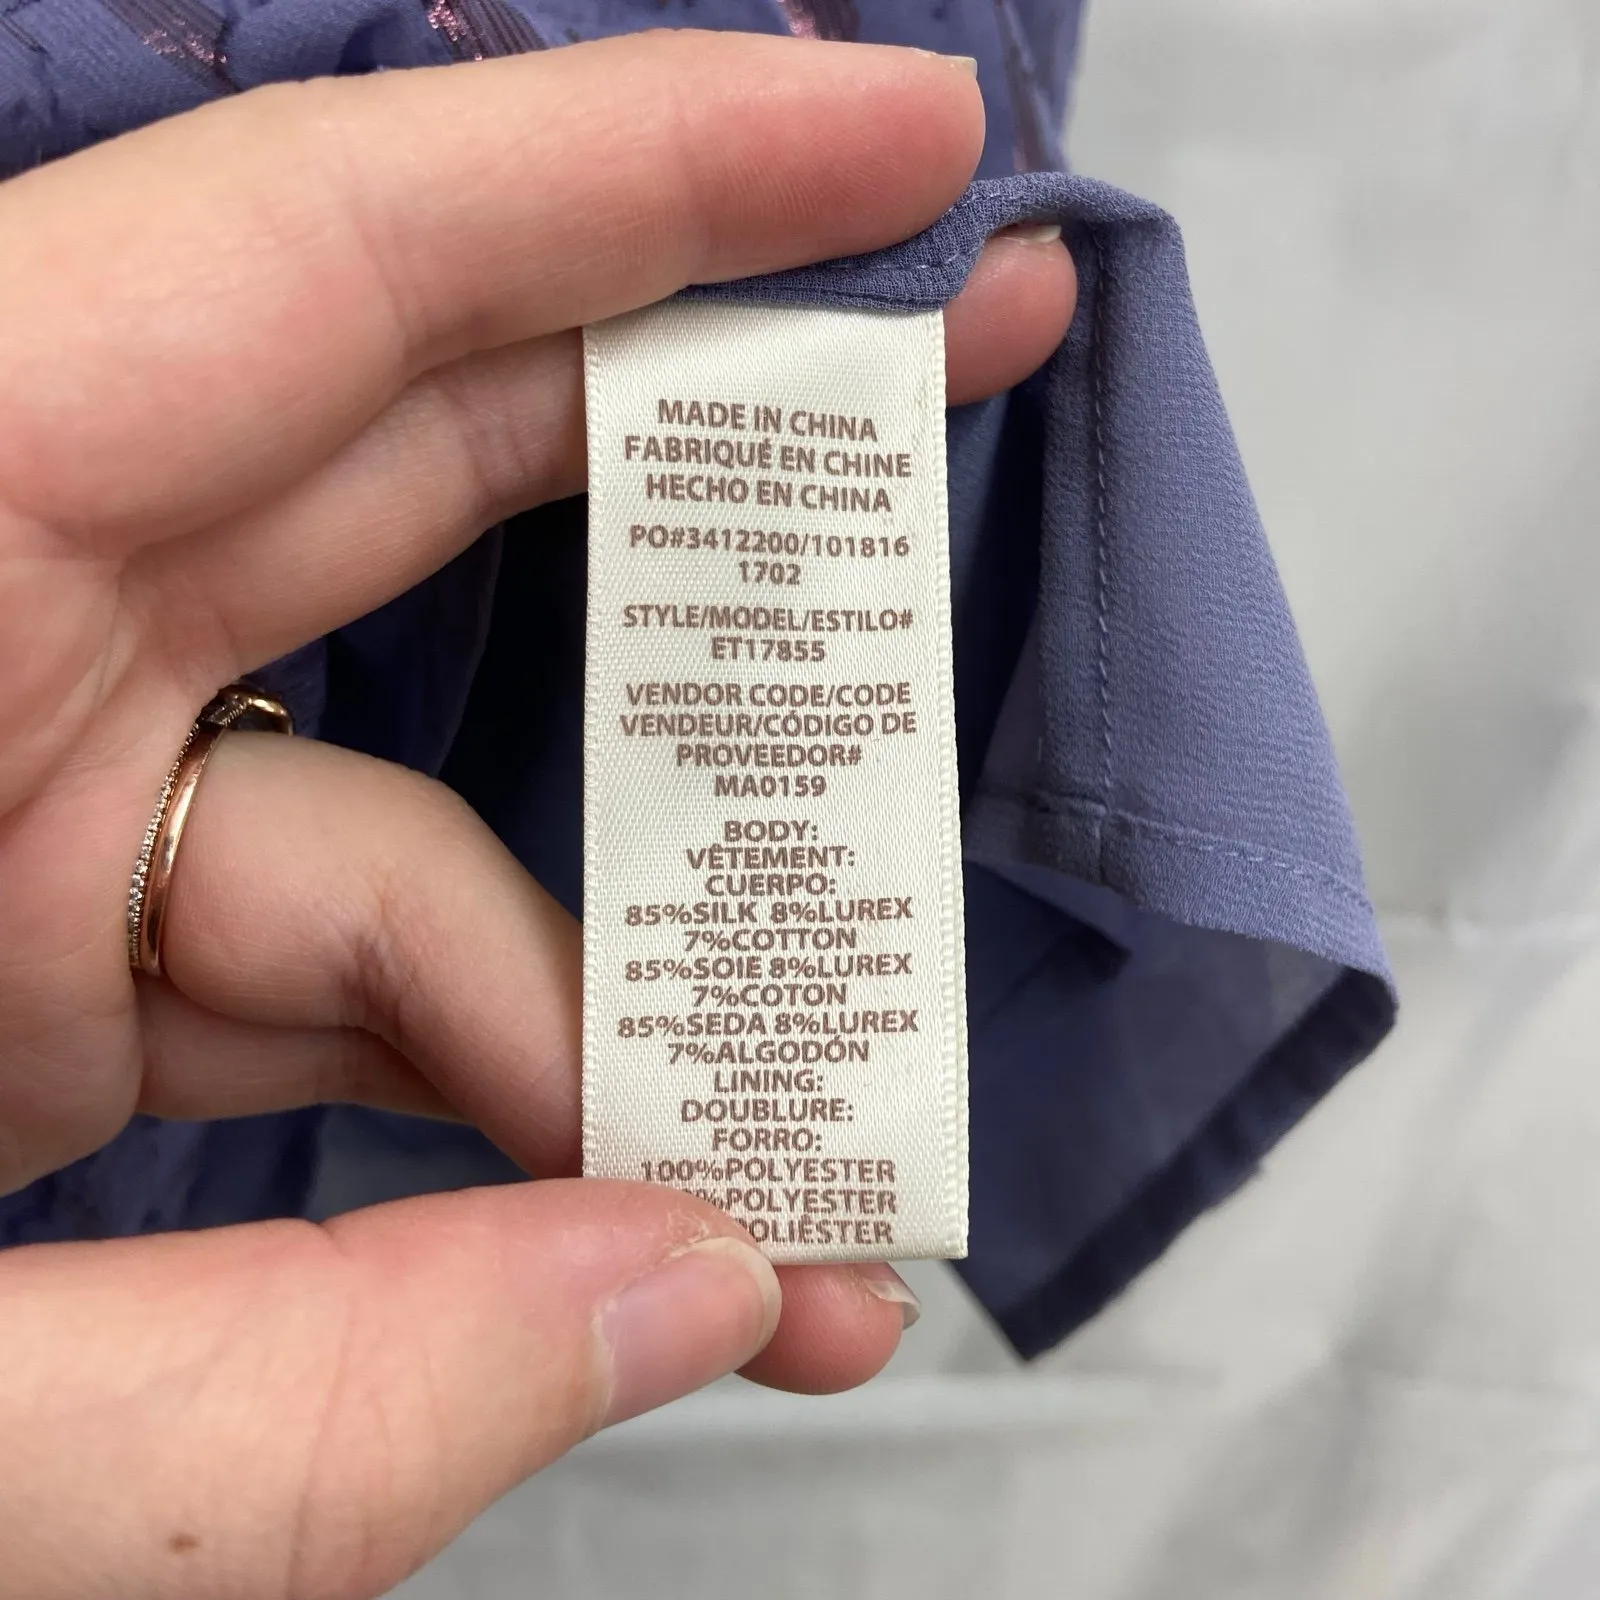 MADE IN CHINA
FABRIQUÉ EN CHINE
HECHO EN CHINA
PO#3412200/101816
1702
STYLE/MODEL/ESTILO#
ET17855
VENDOR CODE/CODE
VENDEUR/CÓDIGO DE
PROVEEDOR#
MA0159
BODY:
VÊTEMENT:
CUERPO:
85%SILK 8%LUREX
7%COTTON
85%SOIE 8%LUREX
7%COTON
85%SEDA 8%LUREX
7%ALGODÓN
LINING:
DOUBLURE:
FORRO:
100%POLYESTER
%POLYESTER
POLIÉSTER